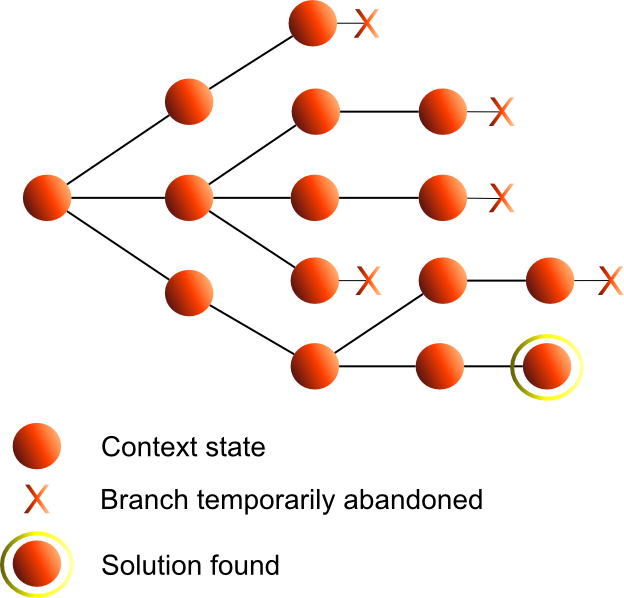 X
X
X
X
X
Context state
X Branch temporarily abandoned
Solution found